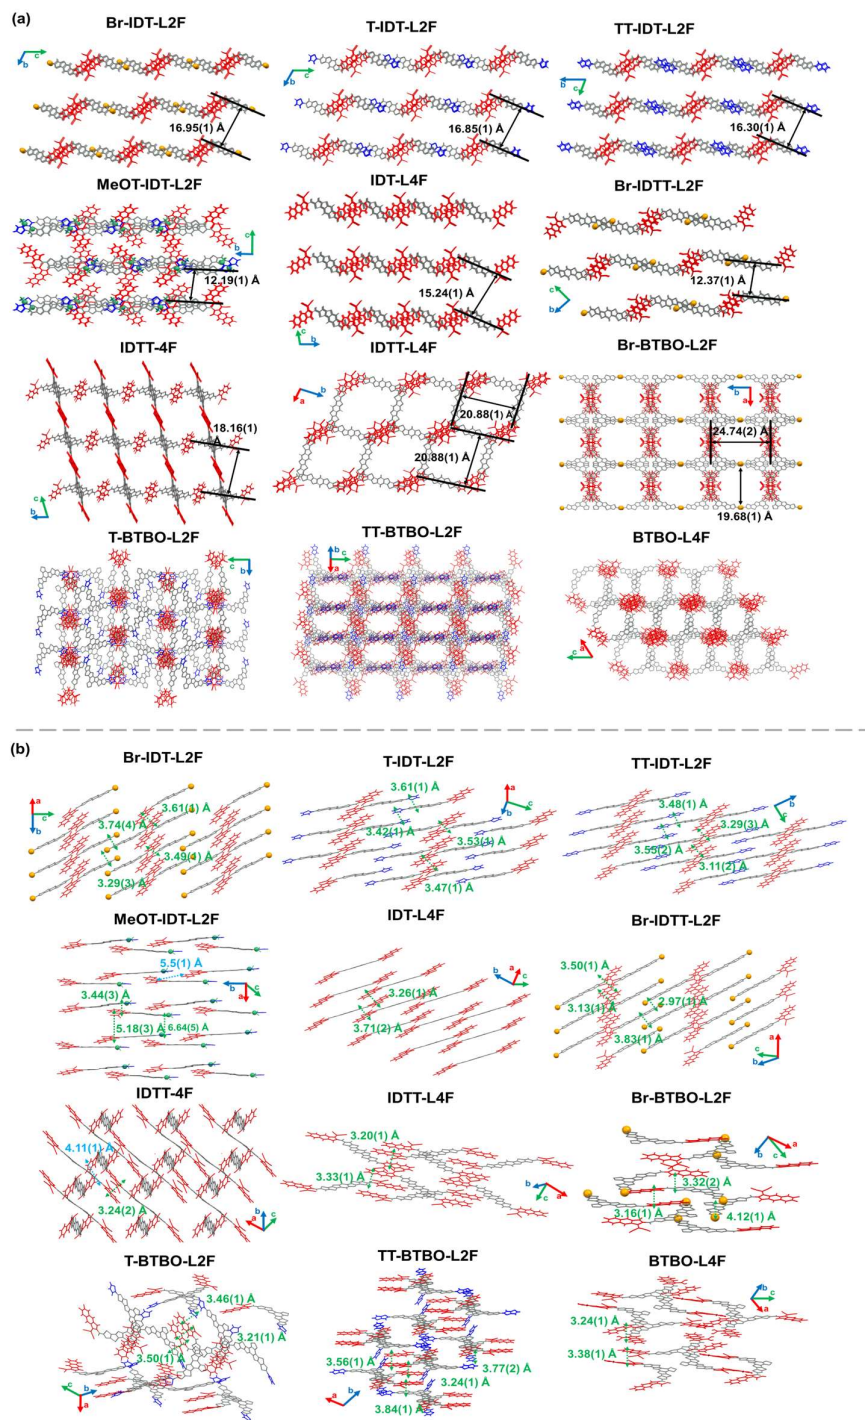 (a)
Br-IDT-L2F
T-IDT-L2F
TT-IDT-L2F
c
b
16.95(1) Å
c
b
16.85(1) Å
b
c
16.30(1) Å
MeOT-IDT-L2F
IDT-L4F
Br-IDTT-L2F
c
b
12.19(1) Å
c
b
15.24(1) Å
c
b
12.37(1) Å
IDTT-4F
IDTT-L4F
Br-BTBO-L2F
c
b
18.16(1)
Å
b
a
20.88(1) Å
20.88(1) Å
b
a
24.74(2) Å
19.68(1) Å
T-BTBO-L2F
TT-BTBO-L2F
BTBO-L4F
c
b
b
c
a
a
c
(b)
Br-IDT-L2F
T-IDT-L2F
TT-IDT-L2F
a
c
b
3.61(1) Å
3.74(4) Å
3.49(4) Å
3.29(3) Å
a
b
c
3.61(1) Å
3.42(1) Å
3.53(1) Å
3.47(1) Å
b
c
3.48(1) Å
3.29(3) Å
3.55(2) Å
3.11(2) Å
MeOT-IDT-L2F
IDT-L4F
Br-IDTT-L2F
5.5(1) Å
b
c
a
3.44(3) Å
5.18(3) Å
6.64(5) Å
b
a
c
3.26(1) Å
3.71(2) Å
3.50(1) Å
3.13(1) Å
2.97(1) Å
3.83(1) Å
a
c
b
IDTT-4F
IDTT-L4F
Br-BTBO-L2F
4.11(1) Å
3.24(2) Å
b
a
c
3.20(1) Å
3.33(1) Å
b
c
a
b
c
a
3.32(2) Å
3.16(1) Å
4.12(1) Å
T-BTBO-L2F
TT-BTBO-L2F
BTBO-L4F
3.46(1) Å
3.21(1) Å
3.50(1) Å
c
b
a
3.56(1) Å
3.77(2) Å
3.24(1) Å
3.84(1) Å
a
b
b
c
a
3.24(1) Å
3.38(1) Å